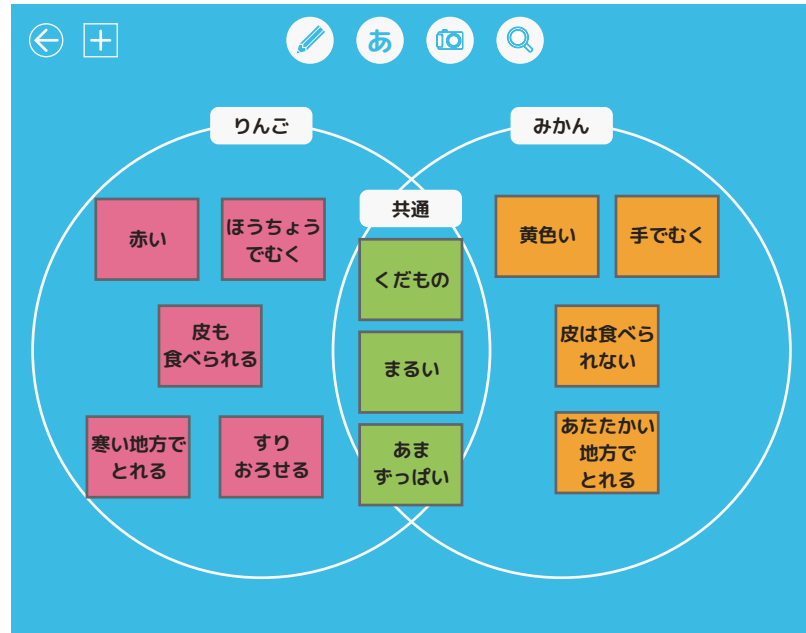 あ
りんご
みかん
共通
赤い
ほうちょう
でむく
皮も
食べられる
寒い地方で
とれる
すり
おろせる
くだもの
まるい
あま
ずっぱい
黄色い
手でむく
皮は食べら
れない
あたたかい
地方で
とれる